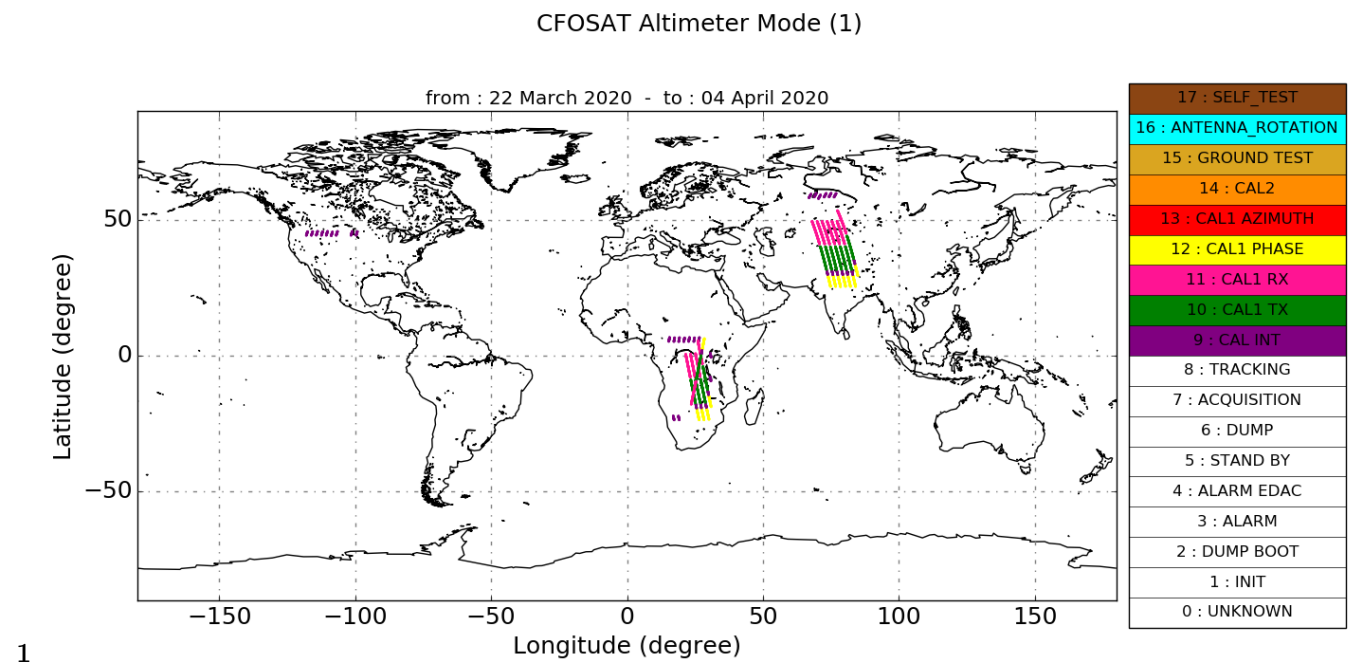 CFOSAT Altimeter Mode (1)
from : 22 March 2020 - to : 04 April 2020
17 : SELF_TEST
16 : ANTENNA_ROTATION
15 : GROUND TEST
14 : CAL2
13 : CAL1 AZIMUTH
12 : CAL1 PHASE
11 : CAL1 RX
10 : CAL1 TX
9 : CAL INT
8 : TRACKING
7 : ACQUISITION
6 : DUMP
5 : STAND BY
4 : ALARM EDAC
3 : ALARM
2 : DUMP BOOT
1 : INIT
0 : UNKNOWN
Latitude (degree)
50
0
−50
−150 −100 −50 0 50 100 150
Longitude (degree)
1